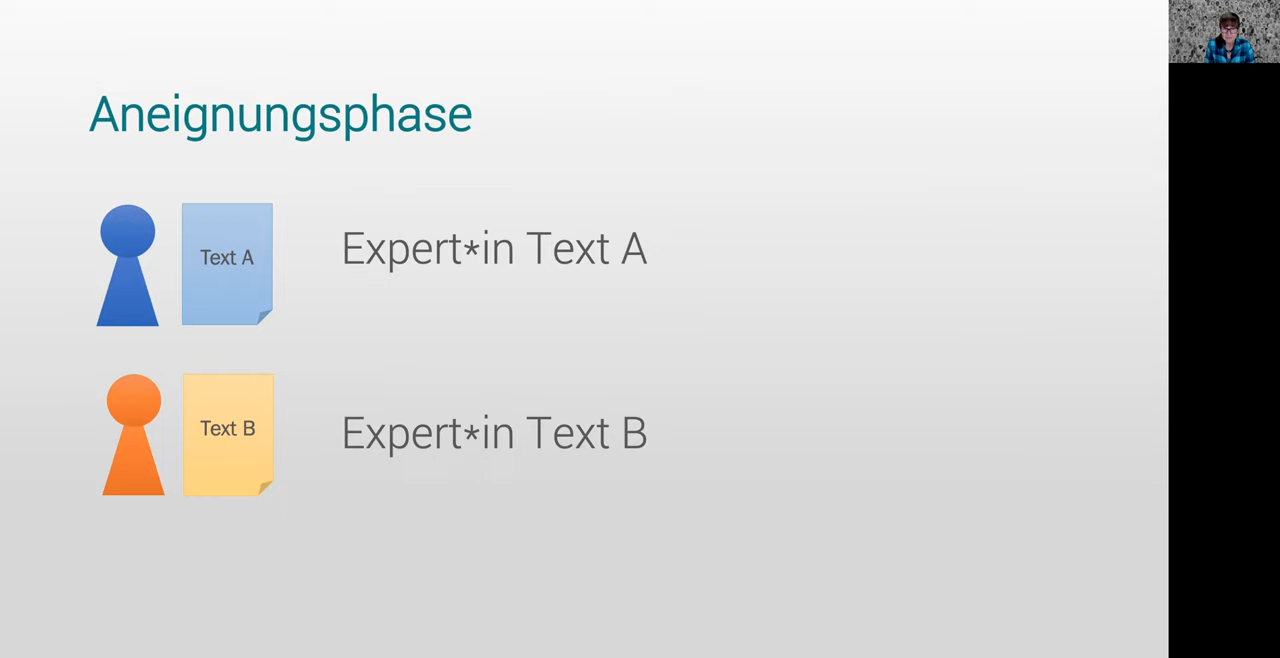 Aneignungsphase
Text A
Expert*in Text A
Text B
Expert*in Text B